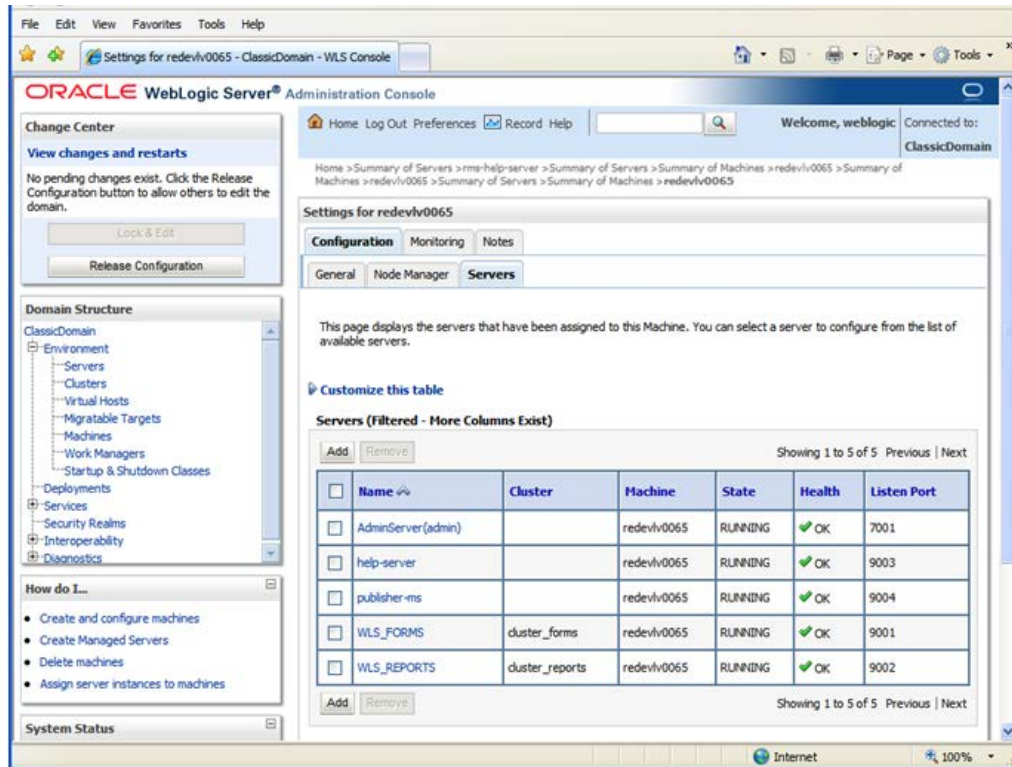 File Edit View Favorites Tools Help
Settings for redevlv0065 - ClassicDomain - WLS Console
Page Tools
ORACLE WebLogic Server® Administration Console
Change Center
View changes and restarts
No pending changes exist. Click the Release
Configuration button to allow others to edit the
domain.
Lock & Edit
Release Configuration
Domain Structure
ClassicDomain
Environment
Servers
Clusters
Virtual Hosts
Migratable Targets
Machines
Work Managers
Startup & Shutdown Classes
Deployments
Services
Security Realms
Interoperability
Diagnostics
How do I...
Create and configure machines
Create Managed Servers
Delete machines
Assign server instances to machines
System Status
Home Log Out Preferences Record Help
Welcome, weblogic
Connected to:
ClassicDomain
Home >Summary of Servers >rms-help-server >Summary of Servers >Summary of Machines >redevlv0065 >Summary of
Machines >redevlv0065 >Summary of Servers >Summary of Machines >redevlv0065
Settings for redevlv0065
Configuration Monitoring Notes
General Node Manager Servers
This page displays the servers that have been assigned to this Machine. You can select a server to configure from the list of
available servers.
Customize this table
Servers (Filtered - More Columns Exist)
Add Remove Showing 1 to 5 of 5 Previous | Next
Name Cluster Machine State Health Listen Port
AdminServer(admin) redevlv0065 RUNNING OK 7001
help-server redevlv0065 RUNNING OK 9003
publisher-ms redevlv0065 RUNNING OK 9004
WLS_FORMS cluster_forms redevlv0065 RUNNING OK 9001
WLS_REPORTS cluster_reports redevlv0065 RUNNING OK 9002
Add Remove Showing 1 to 5 of 5 Previous | Next
Internet 100%